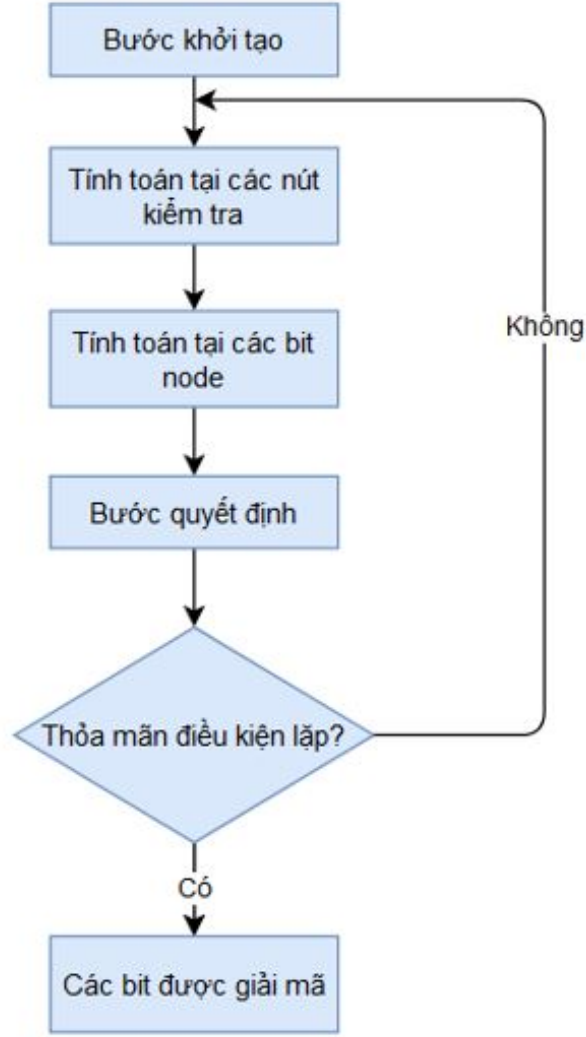 Bước khởi tạo
Tính toán tại các nút
kiểm tra
Tính toán tại các bit
node
Không
Bước quyết định
Thỏa mãn điều kiện lặp?
Có
Các bit được giải mã